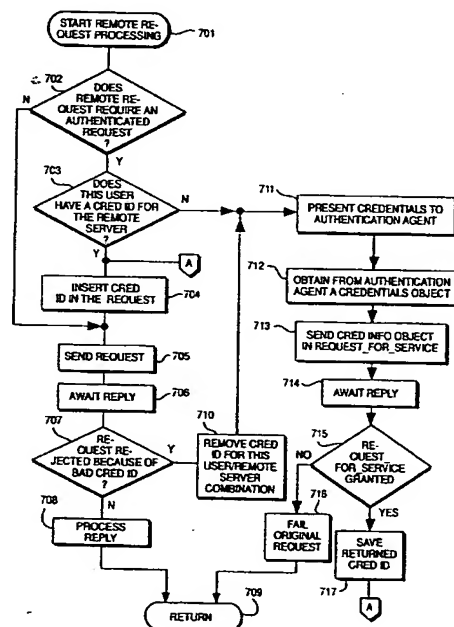 START REMOTE RE-
QUEST PROCESSING
701
702
N
DOES
REMOTE RE-
QUEST REQUIRE AN
AUTHENTICATED
REQUEST
?
Y
703
DOES
THIS USER
HAVE A CRED ID FOR
THE REMOTE
SERVER
?
N
Y
A
INSERT CRED
ID IN THE REQUEST
704
SEND REQUEST
705
AWAIT REPLY
706
707
RE-
QUEST RE-
JECTED BECAUSE OF
BAD CRED ID
?
Y
N
708
PROCESS
REPLY
710
REMOVE CRED
ID FOR THIS
USER/REMOTE
SERVER
COMBINATION
711
PRESENT CREDENTIALS TO
AUTHENTICATION
AGENT
712
OBTAIN FROM AUTHENTICATION
AGENT A CREDENTIALS OBJECT
713
SEND CRED INFO OBJECT
IN REQUEST_FOR_SERVICE
714
AWAIT REPLY
715
RE-
QUEST
FOR_SERVICE
GRANTED
NO
YES
716
FAIL
ORIGINAL
REQUEST
SAVE
RETURNED
CRED ID
717
A
RETURN
709